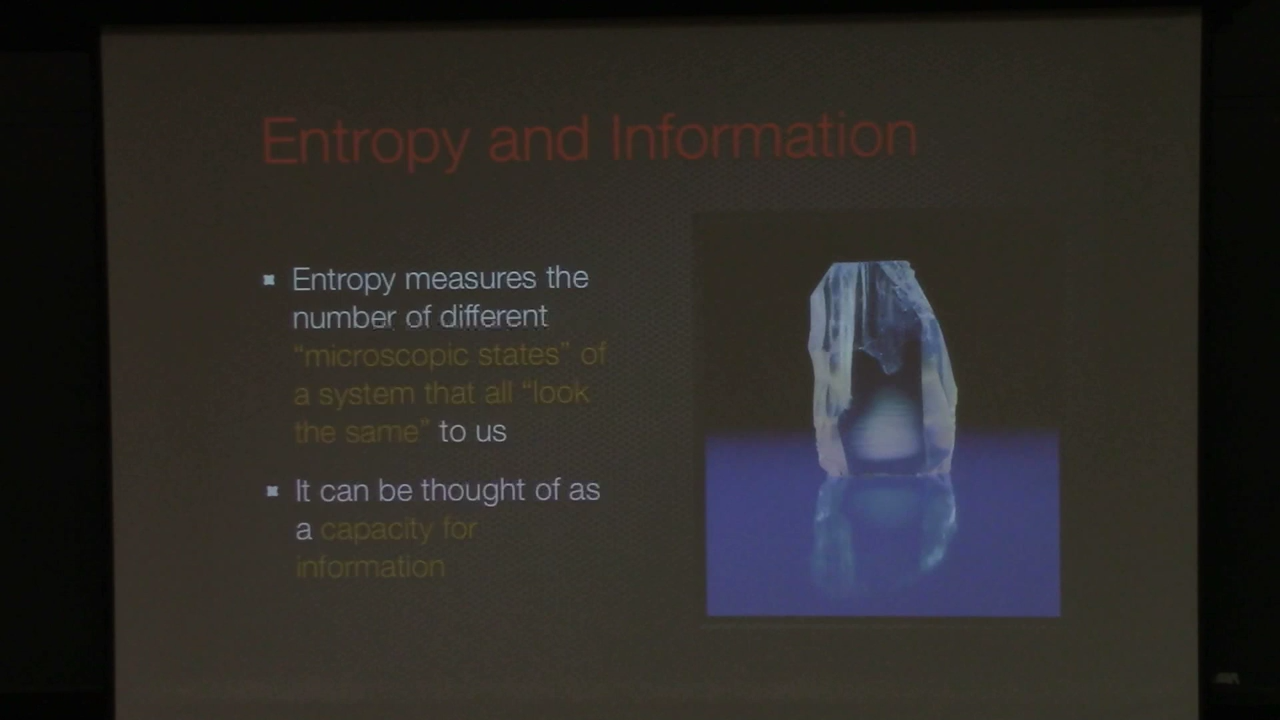 Entropy and Information
Entropy measures the
number of different
“microscopic states” of
a system that all “look
the same” to us
It can be thought of as
a capacity for
information